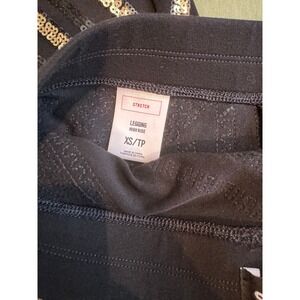 STRETCH
LEGGING
HIGH RISE
XS/TP